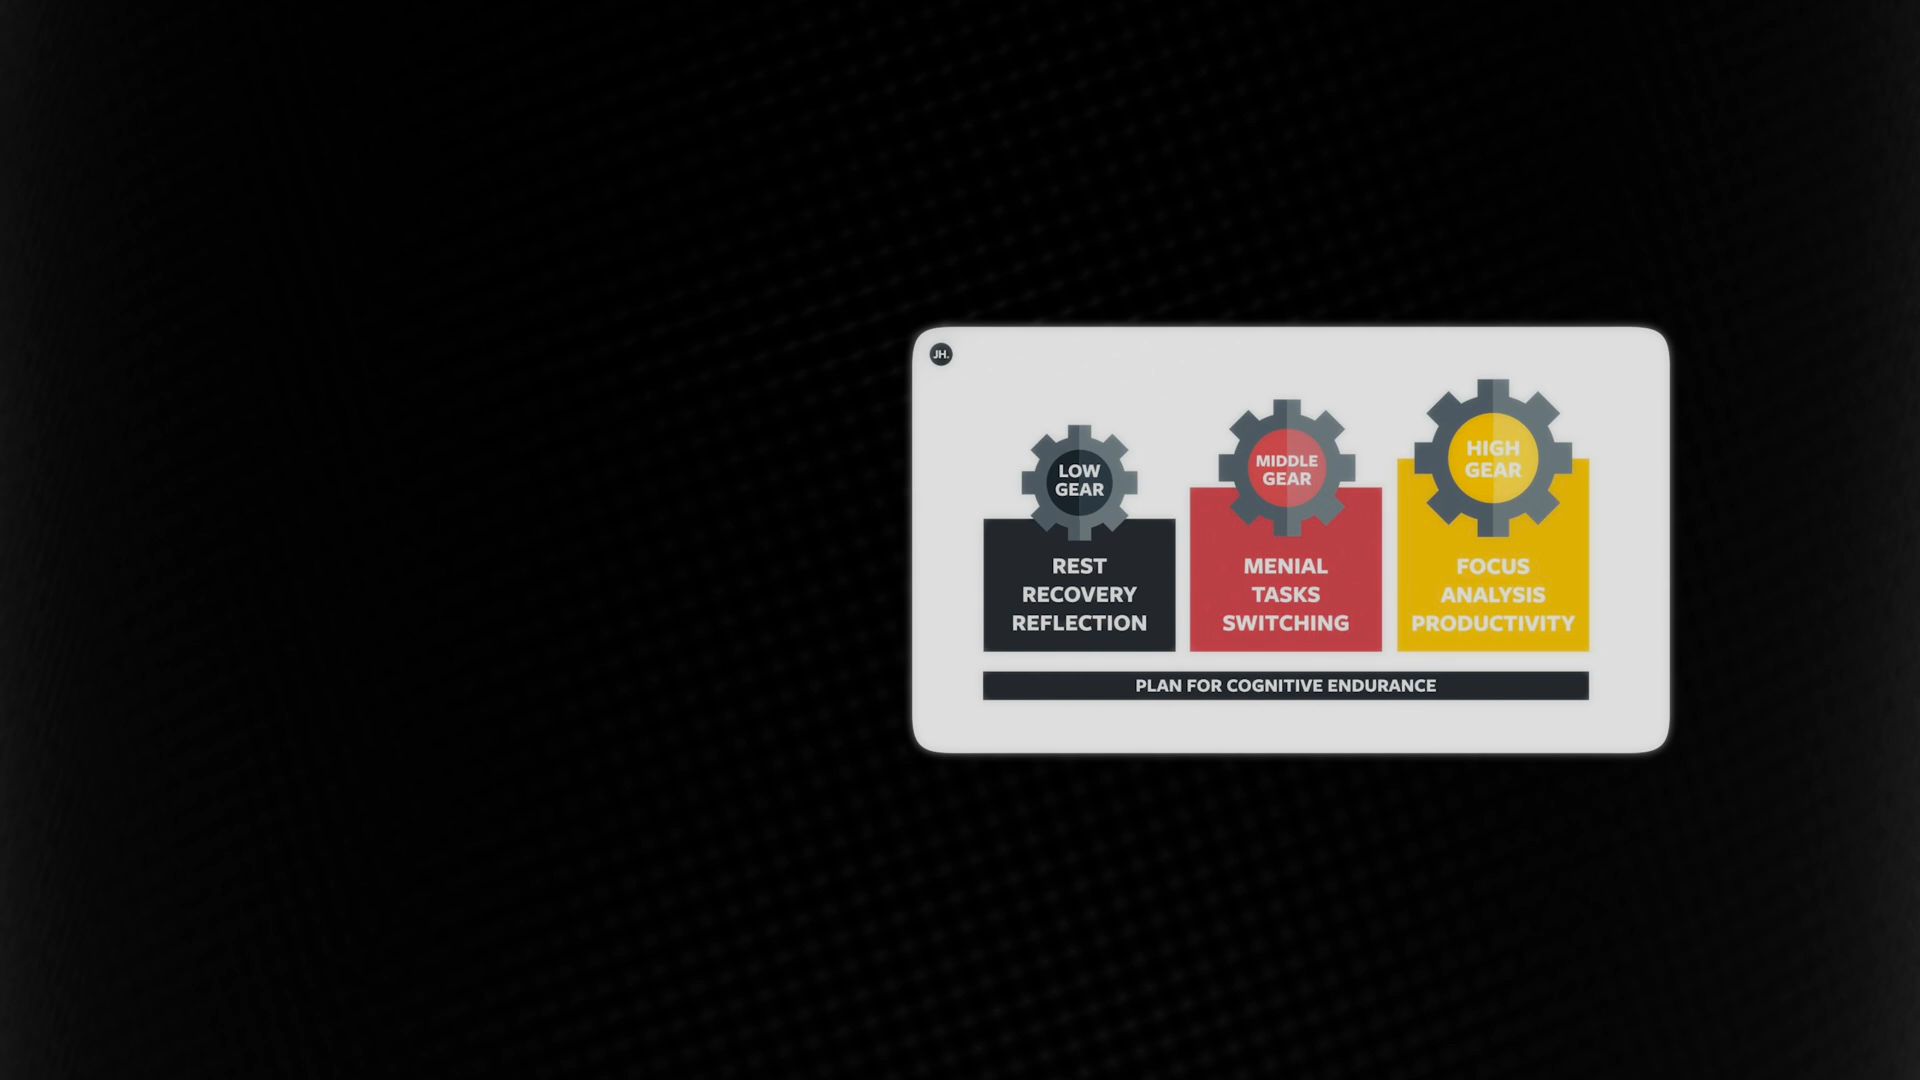 JH.
LOW
GEAR
REST
RECOVERY
REFLECTION
MIDDLE
GEAR
MENIAL
TASKS
SWITCHING
HIGH
GEAR
FOCUS
ANALYSIS
PRODUCTIVITY
PLAN FOR COGNITIVE ENDURANCE